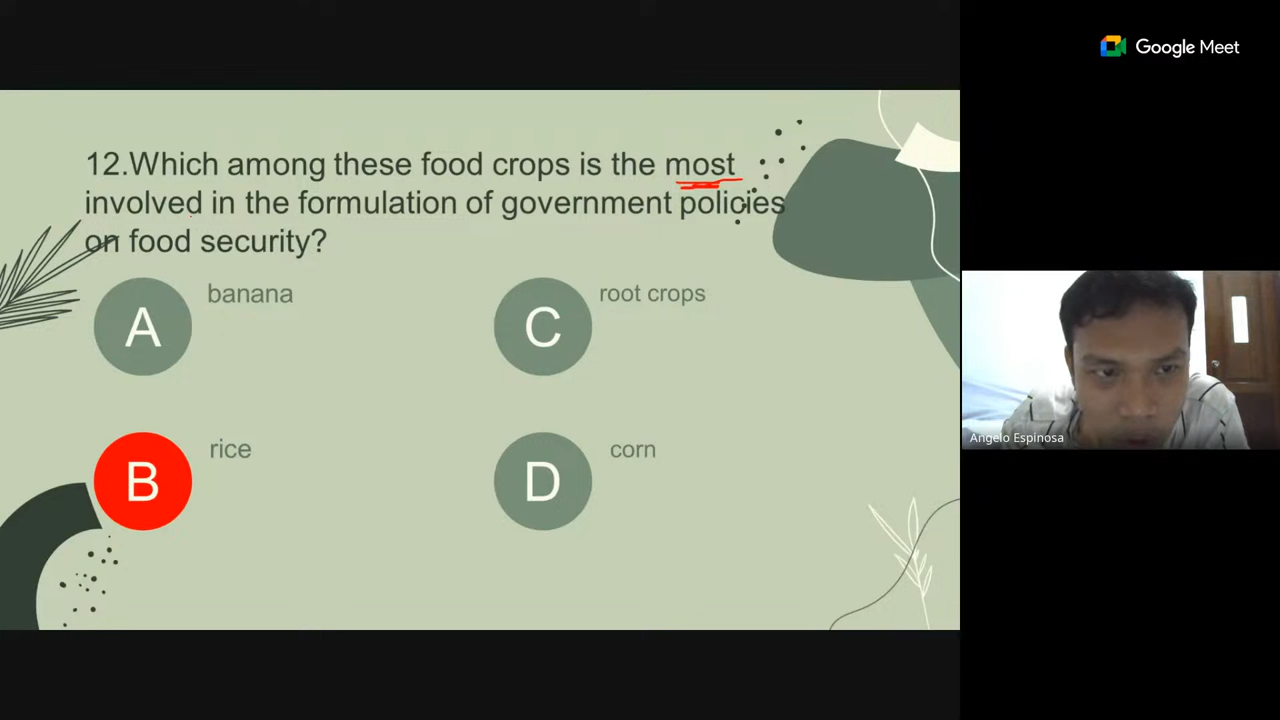 Google Meet
12.Which among these food crops is the most
involved in the formulation of government policies
on food security?
A
banana
C
root crops
B
rice
D
corn
Angelo Espinosa